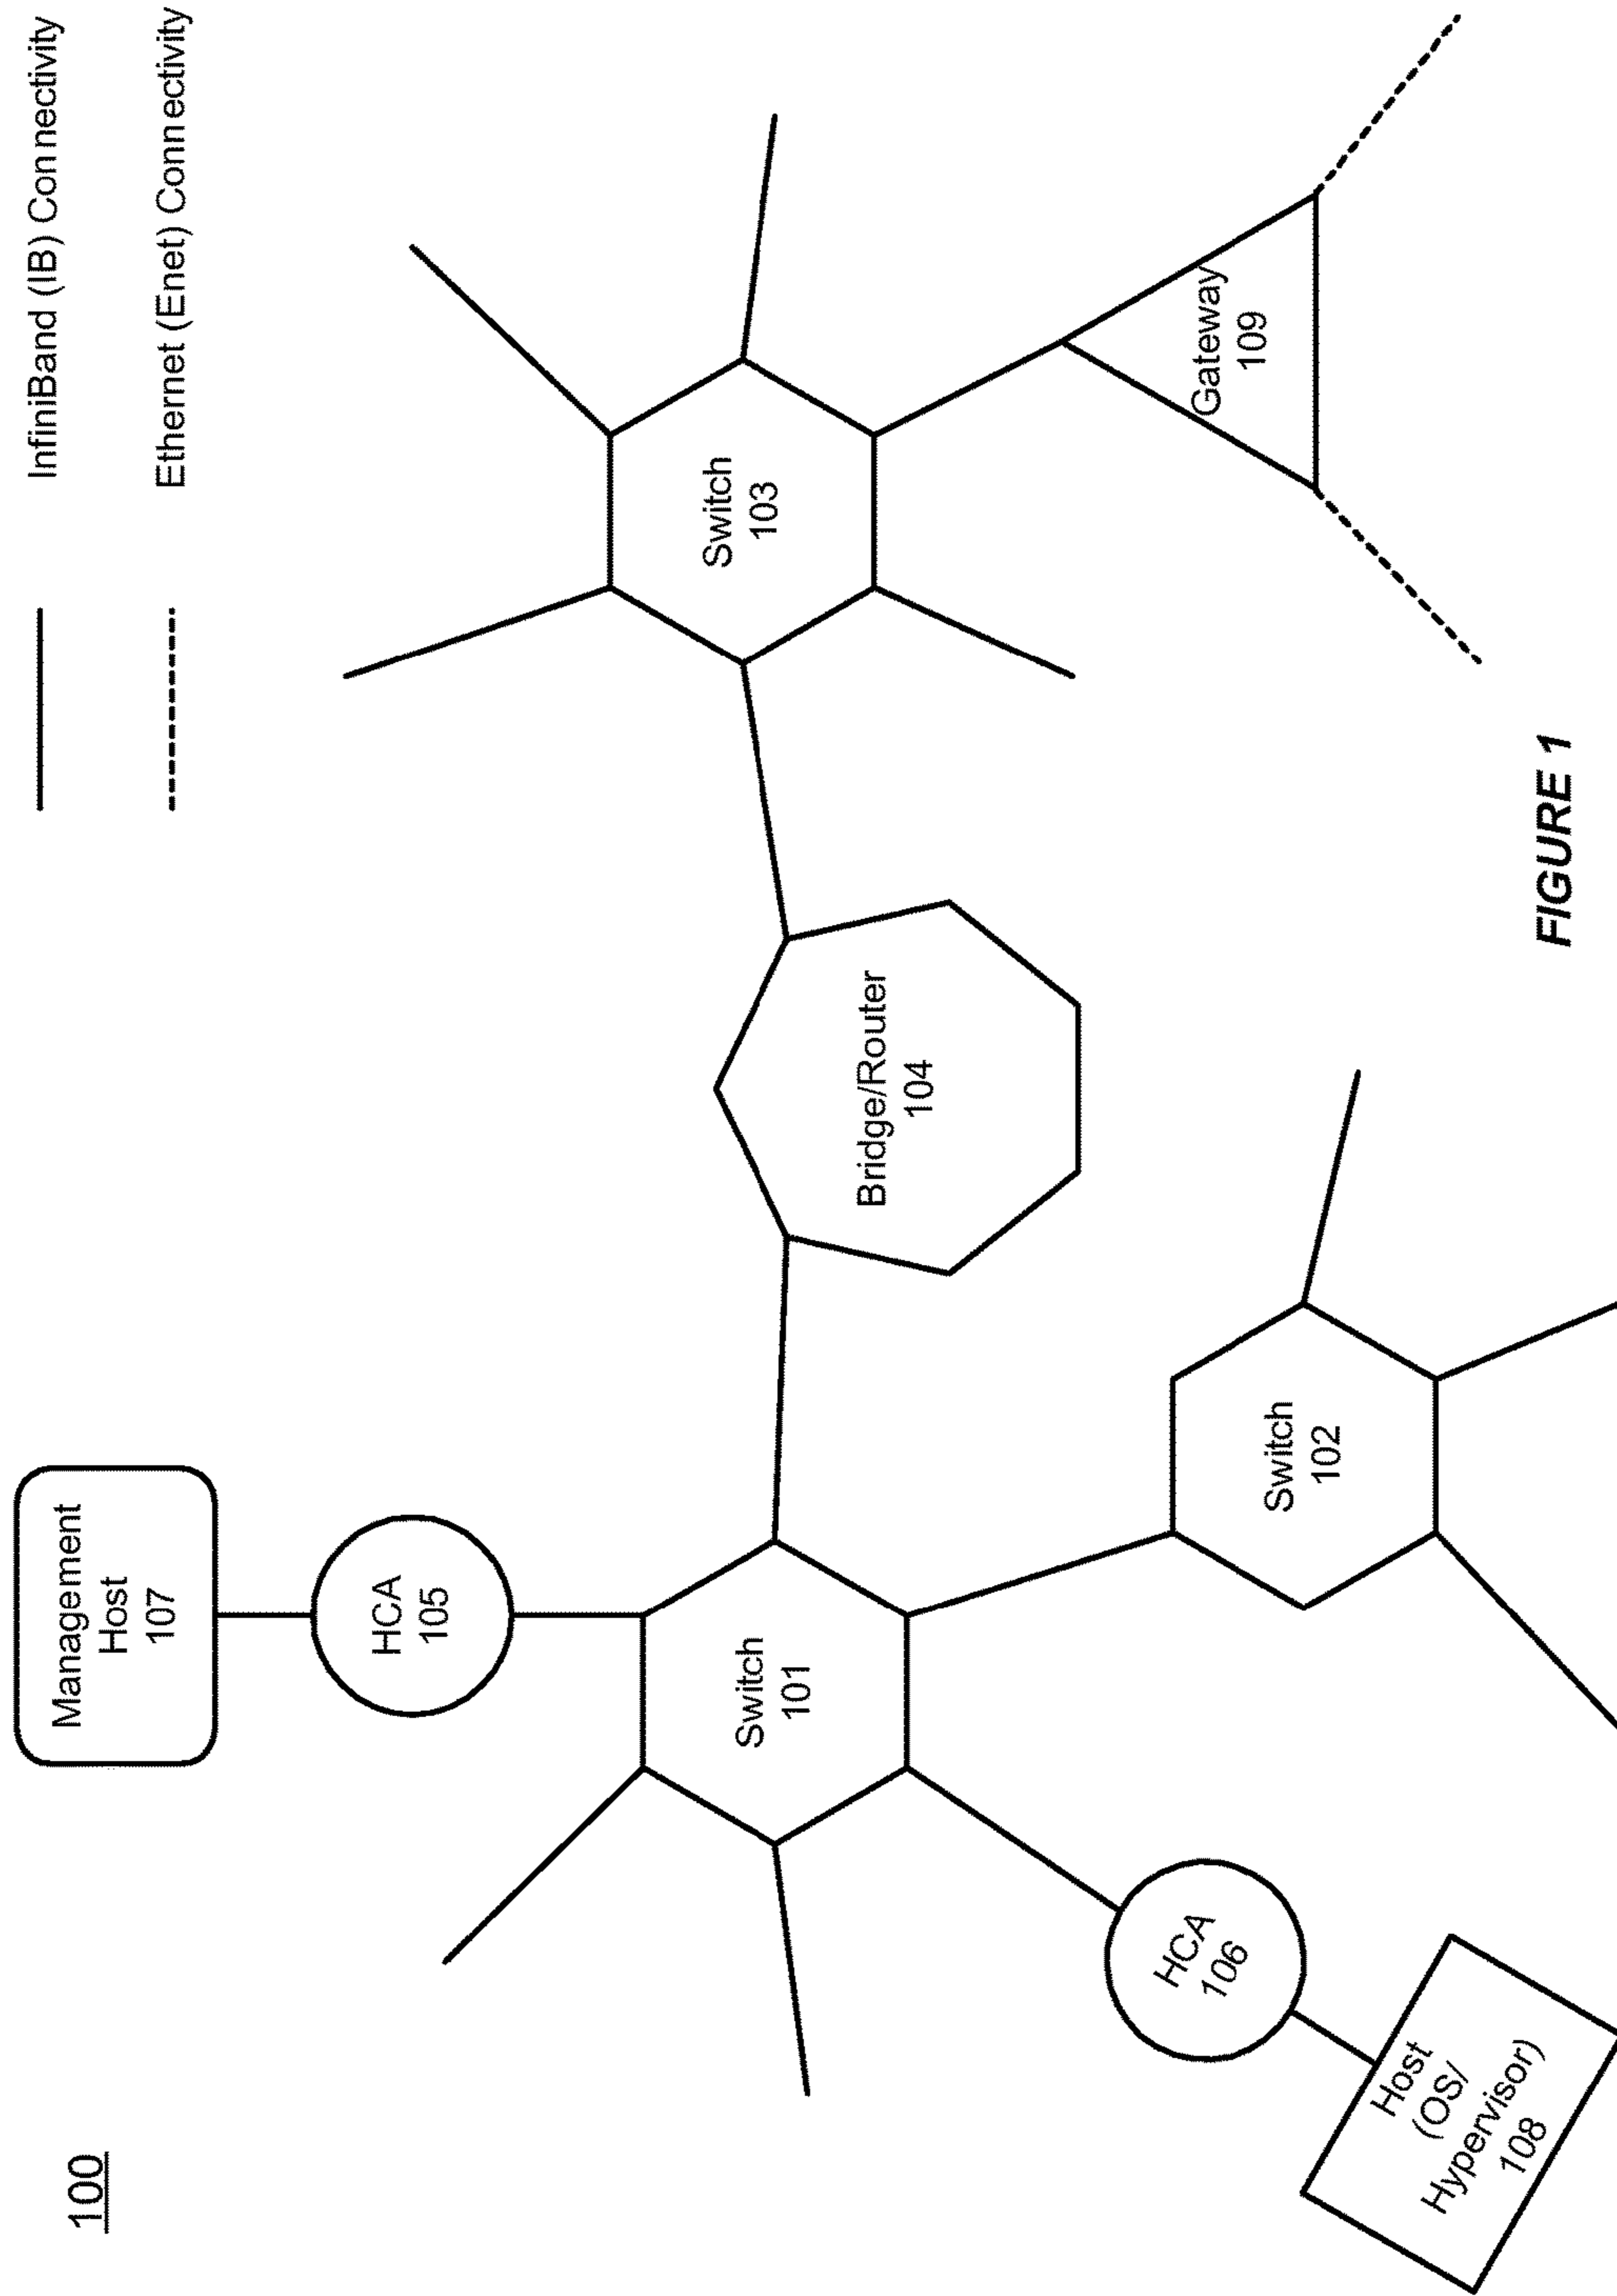 100
InfiniBand (IB) Connectivity
Ethernet (Enet) Connectivity
Management
Host
107
HCA
105
Switch
101
Switch
103
Bridge/Router
104
HCA
106
Switch
102
Gateway
109
Host
(OS/
Hypervisor)
108
FIGURE 1